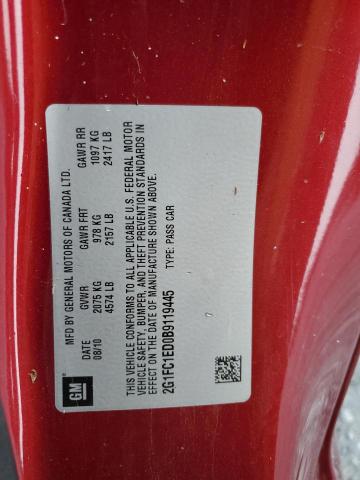 MFD BY GENERAL MOTORS OF CANADA LTD.
DATE GVWR GAWR FRT GAWR RR
08/10 2075 KG 978 KG 1097 KG
4574 LB 2157 LB 2417 LB
THIS VEHICLE CONFORMS TO ALL APPLICABLE U.S. FEDERAL MOTOR
VEHICLE SAFETY, BUMPER, AND THEFT PREVENTION STANDARDS IN
EFFECT ON THE DATE OF MANUFACTURE SHOWN ABOVE.
2G1FC1ED0B9119445 TYPE: PASS CAR
GM